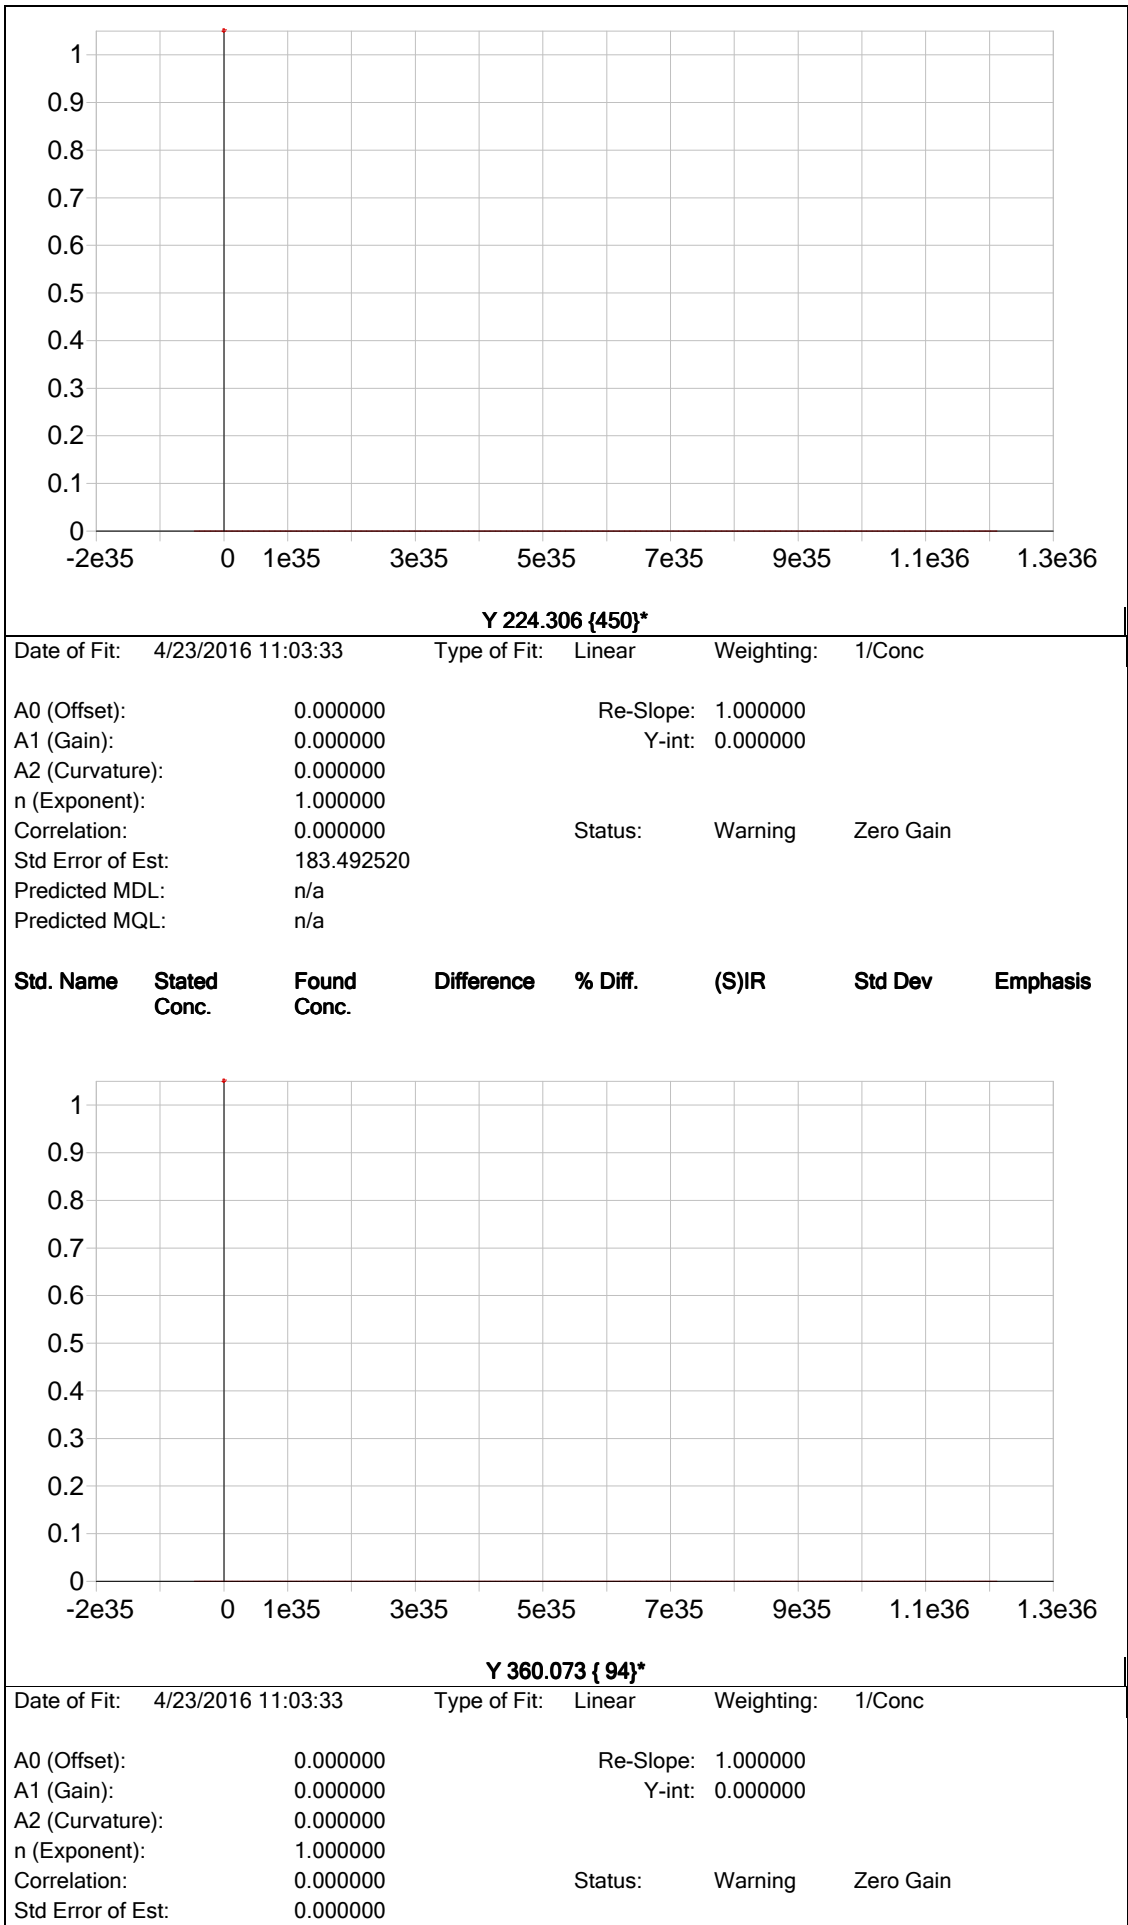 1
0.9
0.8
0.7
0.6
0.5
0.4
0.3
0.2
0.1
0
-2e35 0 1e35 3e35 5e35 7e35 9e35 1.1e36 1.3e36
Y 224.306 {450}*
Date of Fit: 4/23/2016 11:03:33 Type of Fit: Linear Weighting: 1/Conc
A0 (Offset): 0.000000 Re-Slope: 1.000000
A1 (Gain): 0.000000 Y-int: 0.000000
A2 (Curvature): 0.000000
n (Exponent): 1.000000
Correlation: 0.000000 Status: Warning Zero Gain
Std Error of Est: 183.492520
Predicted MDL: n/a
Predicted MQL: n/a
Std. Name Stated Found Difference % Diff. (S)IR Std Dev Emphasis
Conc. Conc.
1
0.9
0.8
0.7
0.6
0.5
0.4
0.3
0.2
0.1
0
-2e35 0 1e35 3e35 5e35 7e35 9e35 1.1e36 1.3e36
Y 360.073 { 94}*
Date of Fit: 4/23/2016 11:03:33 Type of Fit: Linear Weighting: 1/Conc
A0 (Offset): 0.000000 Re-Slope: 1.000000
A1 (Gain): 0.000000 Y-int: 0.000000
A2 (Curvature): 0.000000
n (Exponent): 1.000000
Correlation: 0.000000 Status: Warning Zero Gain
Std Error of Est: 0.000000